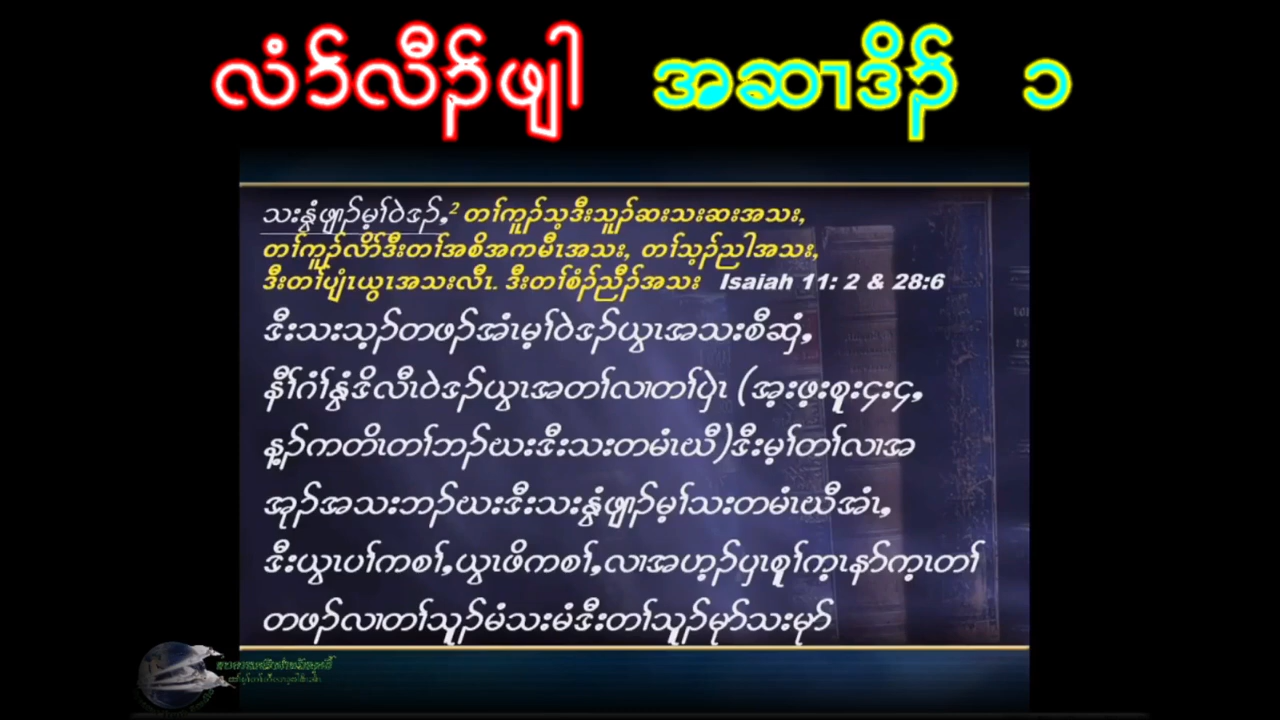 လံာ်လီၣ်ဖျါ အဆၢဒိၣ် ၁
သးနွံဖျၢၣ်မ့ၢ်ဝဲဒၣ်,² တၢ်ကူၣ်သ့ဒီးသူၣ်ဆးသးဆးအသး,
တၢ်ကူၣ်လိာ်ဒီးတၢ်အစိအကမီၤအသး, တၢ်သ့ၣ်ညါအသး,
ဒီးတၢ်ပျံၤယွၤအသးလီၤ. ဒီးတၢ်စံၣ်ညီၣ်အသး Isaiah 11: 2 & 28:6
ဒီးသးသ့ၣ်တဖၣ်အံၤမ့ၢ်ဝဲဒၣ်ယွၤအသးစီဆှံ,
နီၢ်ဂံၢ်နွံဒိလီၤဝဲဒၣ်ယွၤအတၢ်လၢတၢ်ပှဲၤ (အ့းဖ့းစူး၄း၄,
န့ၣ်ကတိၤတၢ်ဘၣ်ဃးဒီးသးတမံၤဃီ)ဒီးမ့ၢ်တၢ်လၢအ
အုၣ်အသးဘၣ်ဃးဒီးသးနွံဖျၢၣ်မ့ၢ်သးတမံၤဃီအံၤ,
ဒီးယွၤပၢ်ကစၢ်,ယွၤဖိကစၢ်,လၢအဟ့ၣ်ပှၤစူၢ်က့ၤနာ်က့ၤတၢ်
တဖၣ်လၢတၢ်သူၣ်မံသးမံဒီးတၢ်သူၣ်မုာ်သးမုာ်